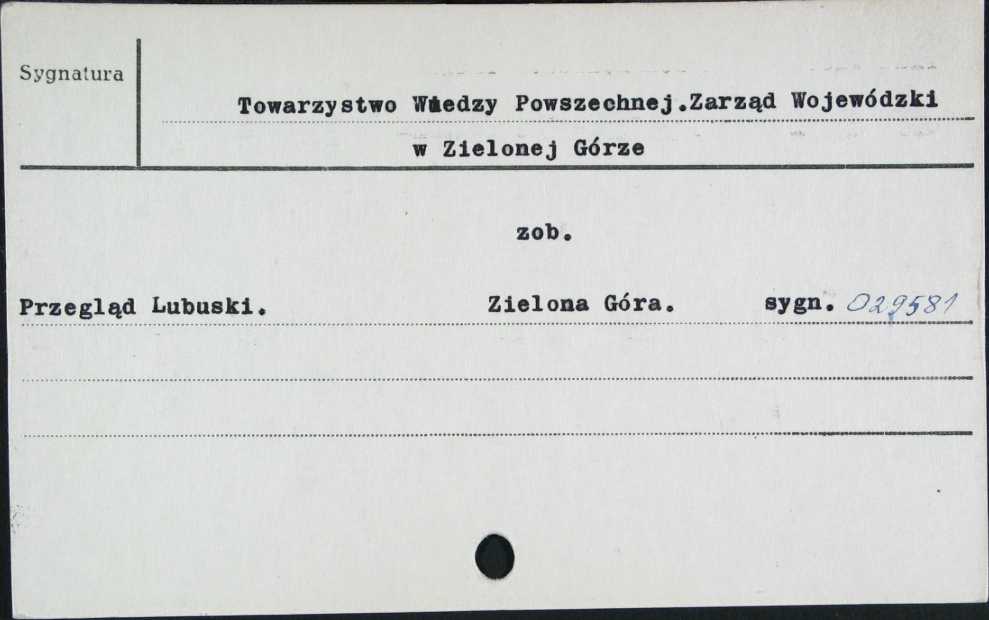 Sygnatura
Towarzystwo Wiedzy Powszechnej.Zarząd Wojewódzki
w Zielonej Górze
zob.
Przegląd Lubuski. Zielona Góra. sygn. 029581